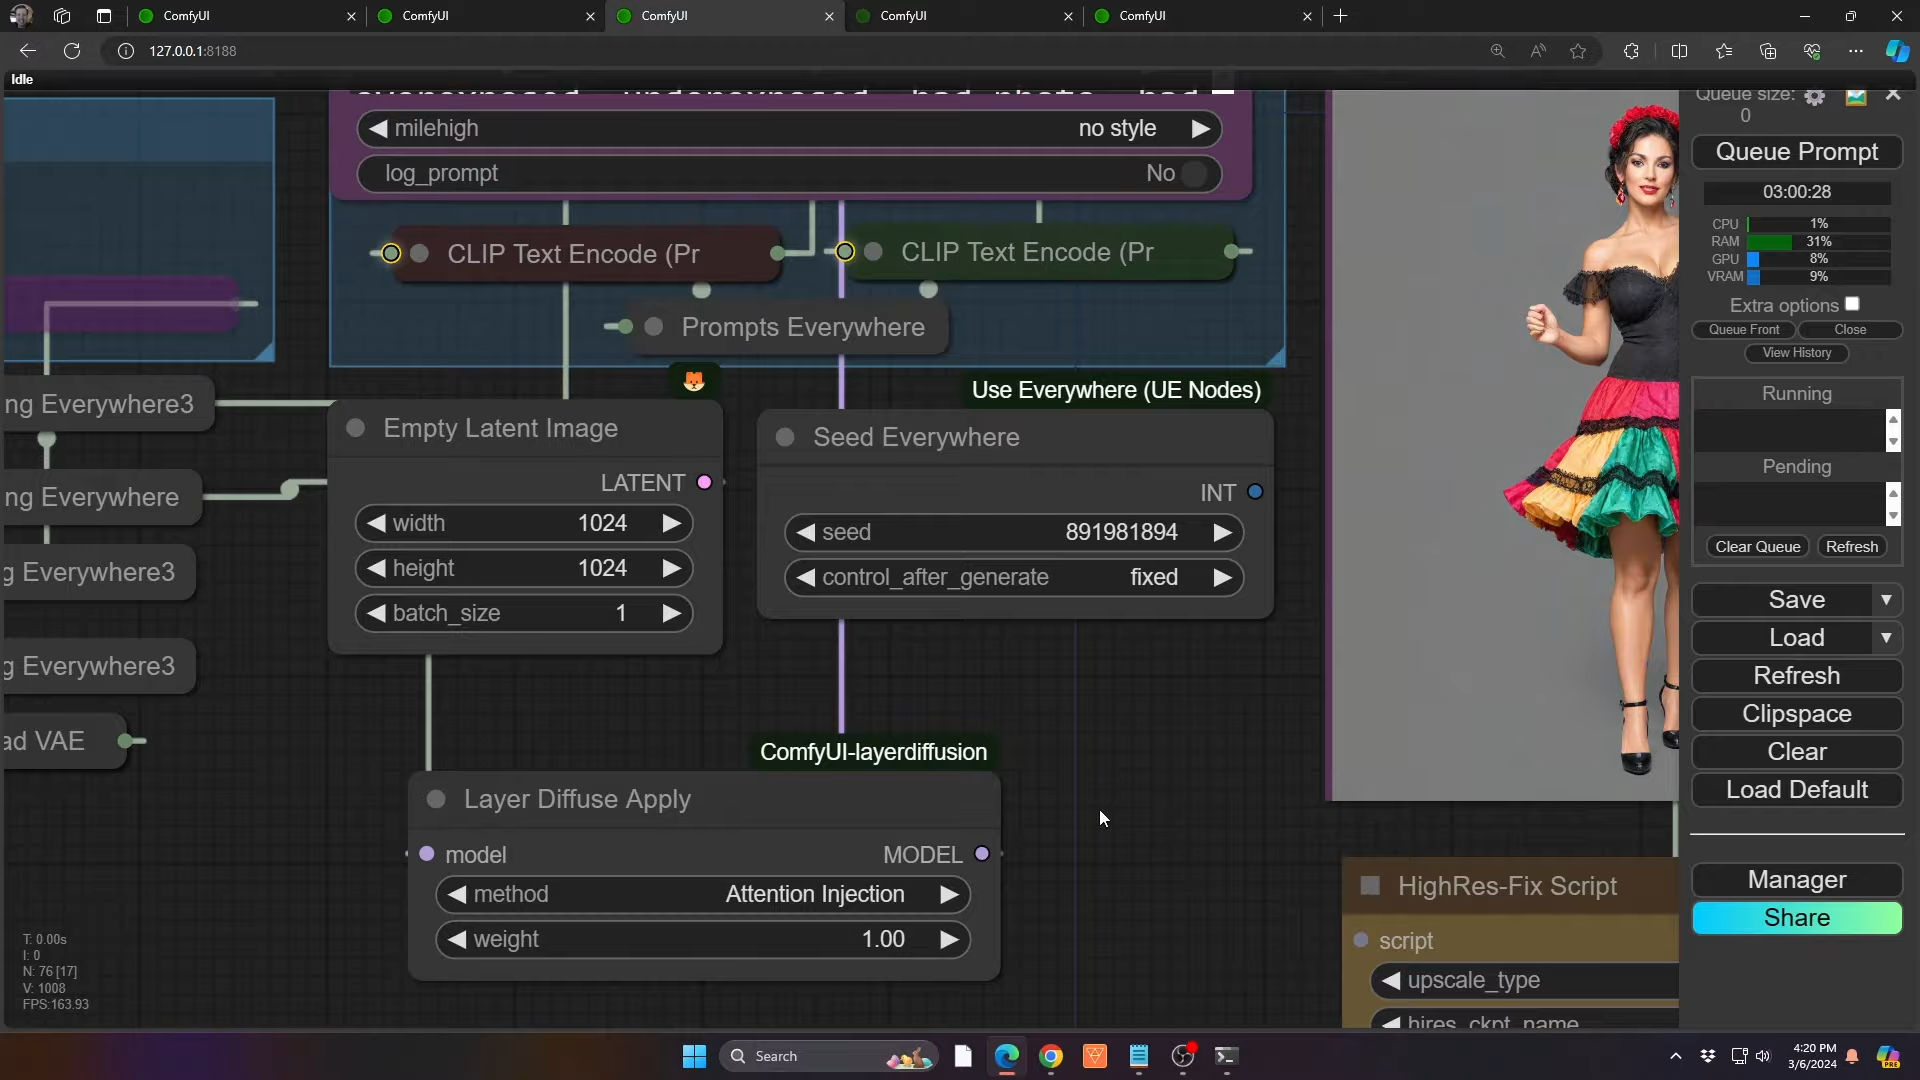 ComfyUI
ComfyUI
ComfyUI
ComfyUI
ComfyUI
127.0.0.1:8188
Idle
overexposed, underexposed, bad photo, bad
milehigh no style
log_prompt No
CLIP Text Encode (Pr
CLIP Text Encode (Pr
Prompts Everywhere
Use Everywhere (UE Nodes)
ng Everywhere3
ng Everywhere
g Everywhere3
g Everywhere3
ad VAE
Empty Latent Image
LATENT
width 1024
height 1024
batch_size 1
Seed Everywhere
INT
seed 891981894
control_after_generate fixed
ComfyUI-layerdiffusion
Layer Diffuse Apply
model MODEL
method Attention Injection
weight 1.00
HighRes-Fix Script
script
upscale_type
hires_ckpt_name
T: 0.00s
I: 0
N: 76 [17]
V: 1008
FPS:163.93
Queue size:
0
Queue Prompt
03:00:28
CPU 1%
RAM 31%
GPU 8%
VRAM 9%
Extra options
Queue Front
Close
View History
Running
Pending
Clear Queue
Refresh
Save
Load
Refresh
Clipspace
Clear
Load Default
Manager
Share
Search
4:20 PM
3/6/2024
PRE